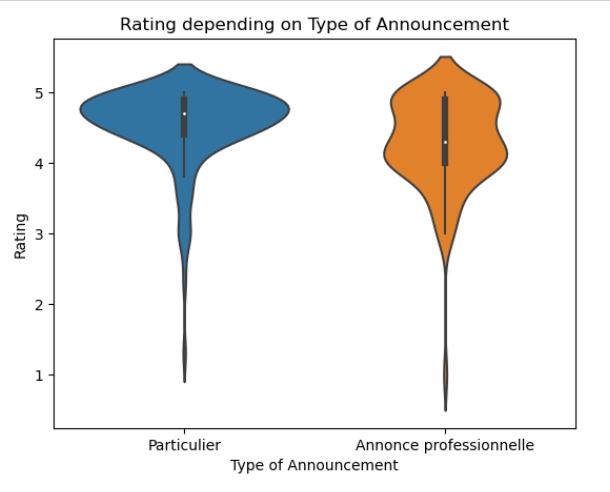 Rating depending on Type of Announcement
5
4
3
2
1
Rating
Particulier
Annonce professionnelle
Type of Announcement